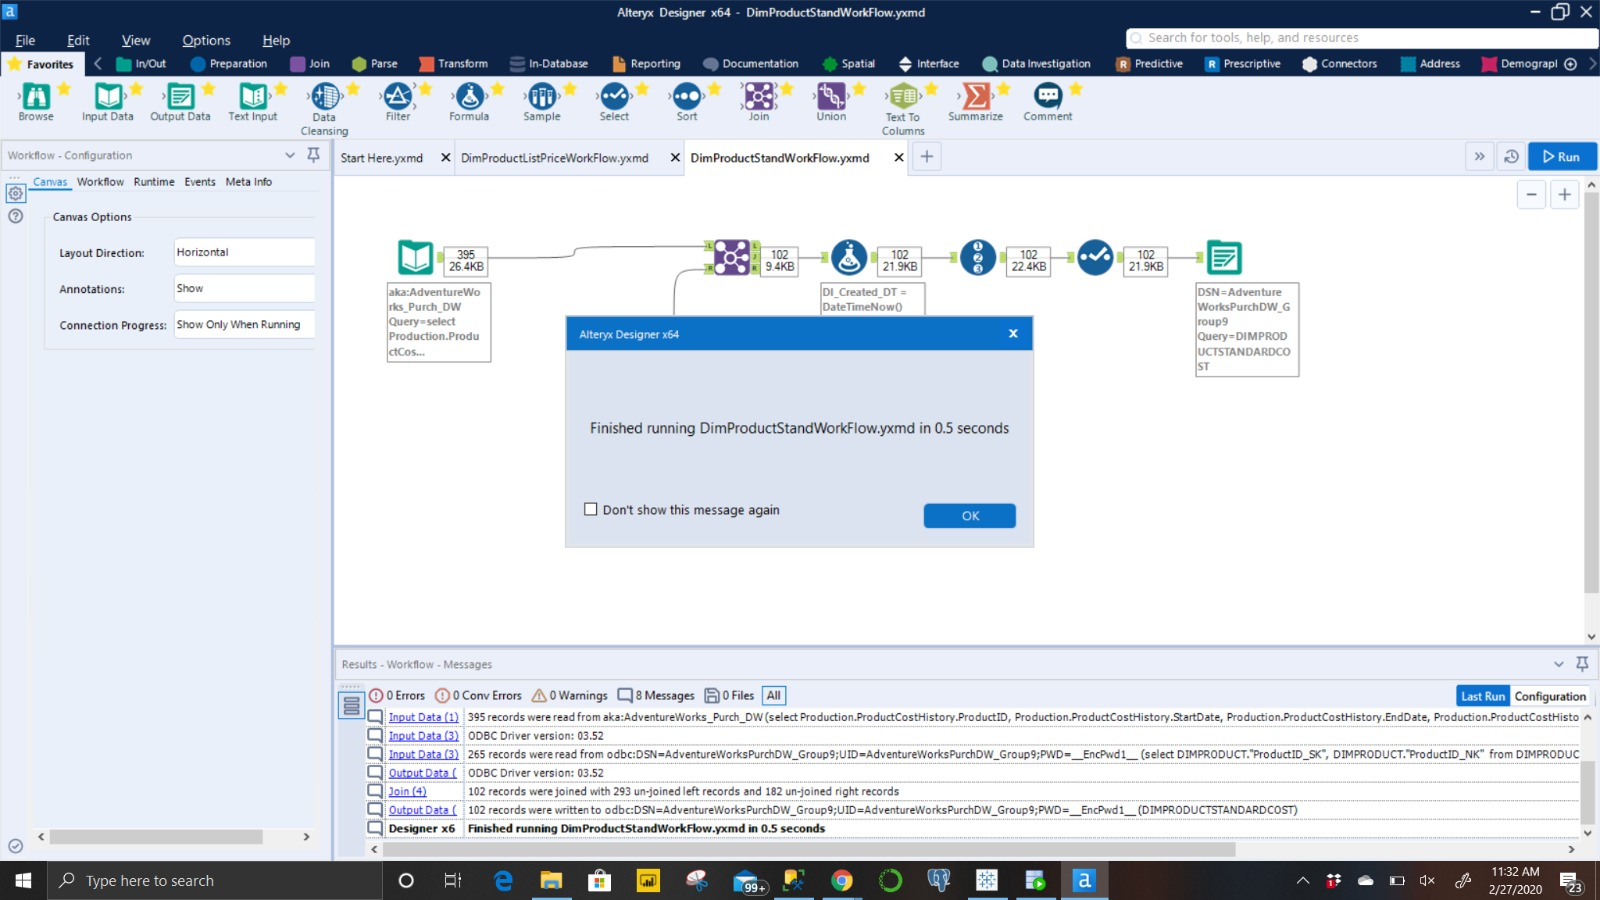 Alteryx Designer x64 - DimProductStandWorkFlow.yxmd
File Edit View Options Help
Search for tools, help, and resources
Favorites In/Out Preparation Join Parse Transform In-Database Reporting Documentation Spatial Interface Data Investigation Predictive Prescriptive Connectors Address Demograpl
Browse Input Data Output Data Text Input Data Cleansing Filter Formula Sample Select Sort Join Union Text To Columns Summarize Comment
Workflow - Configuration
Start Here.yxmd DimProductListPriceWorkFlow.yxmd DimProductStandWorkFlow.yxmd
Run
Canvas Workflow Runtime Events Meta Info
Canvas Options
Layout Direction: Horizontal
Annotations: Show
Connection Progress: Show Only When Running
395
26.4KB
L
R
L
J
R
102
9.4KB
102
21.9KB
1
2
3
102
22.4KB
102
21.9KB
aka:AdventureWo
rks_Purch_DW
Query=select
Production.Produ
ctCos...
DI_Created_DT =
DateTimeNow()
DSN=Adventure
WorksPurchDW_G
roup9
Query=DIMPROD
UCTSTANDARDCO
ST
Alteryx Designer x64
Finished running DimProductStandWorkFlow.yxmd in 0.5 seconds
Don't show this message again
OK
Results - Workflow - Messages
0 Errors 0 Conv Errors 0 Warnings 8 Messages 0 Files All
Last Run Configuration
Input Data (1) 395 records were read from aka:AdventureWorks_Purch_DW (select Production.ProductCostHistory.ProductID, Production.ProductCostHistory.StartDate, Production.ProductCostHistory.EndDate, Production.ProductCostHisto
Input Data (3) ODBC Driver version: 03.52
Input Data (3) 265 records were read from odbc:DSN=AdventureWorksPurchDW_Group9;UID=AdventureWorksPurchDW_Group9;PWD=__EncPwd1__ (select DIMPRODUCT."ProductID_SK", DIMPRODUCT."ProductID_NK" from DIMPRODUC
Output Data ( ODBC Driver version: 03.52
Join (4) 102 records were joined with 293 un-joined left records and 182 un-joined right records
Output Data ( 102 records were written to odbc:DSN=AdventureWorksPurchDW_Group9;UID=AdventureWorksPurchDW_Group9;PWD=__EncPwd1__ (DIMPRODUCTSTANDARDCOST)
Designer x6 Finished running DimProductStandWorkFlow.yxmd in 0.5 seconds
Type here to search
99+
a
11:32 AM
2/27/2020
23